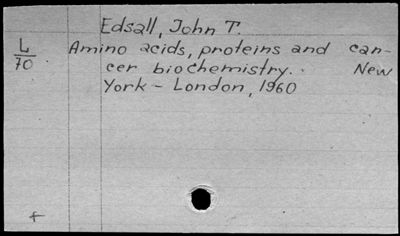 Edsall, John T.
L
70
Amino acids, proteins and can-
cer biochemistry. New
York - London, 1960